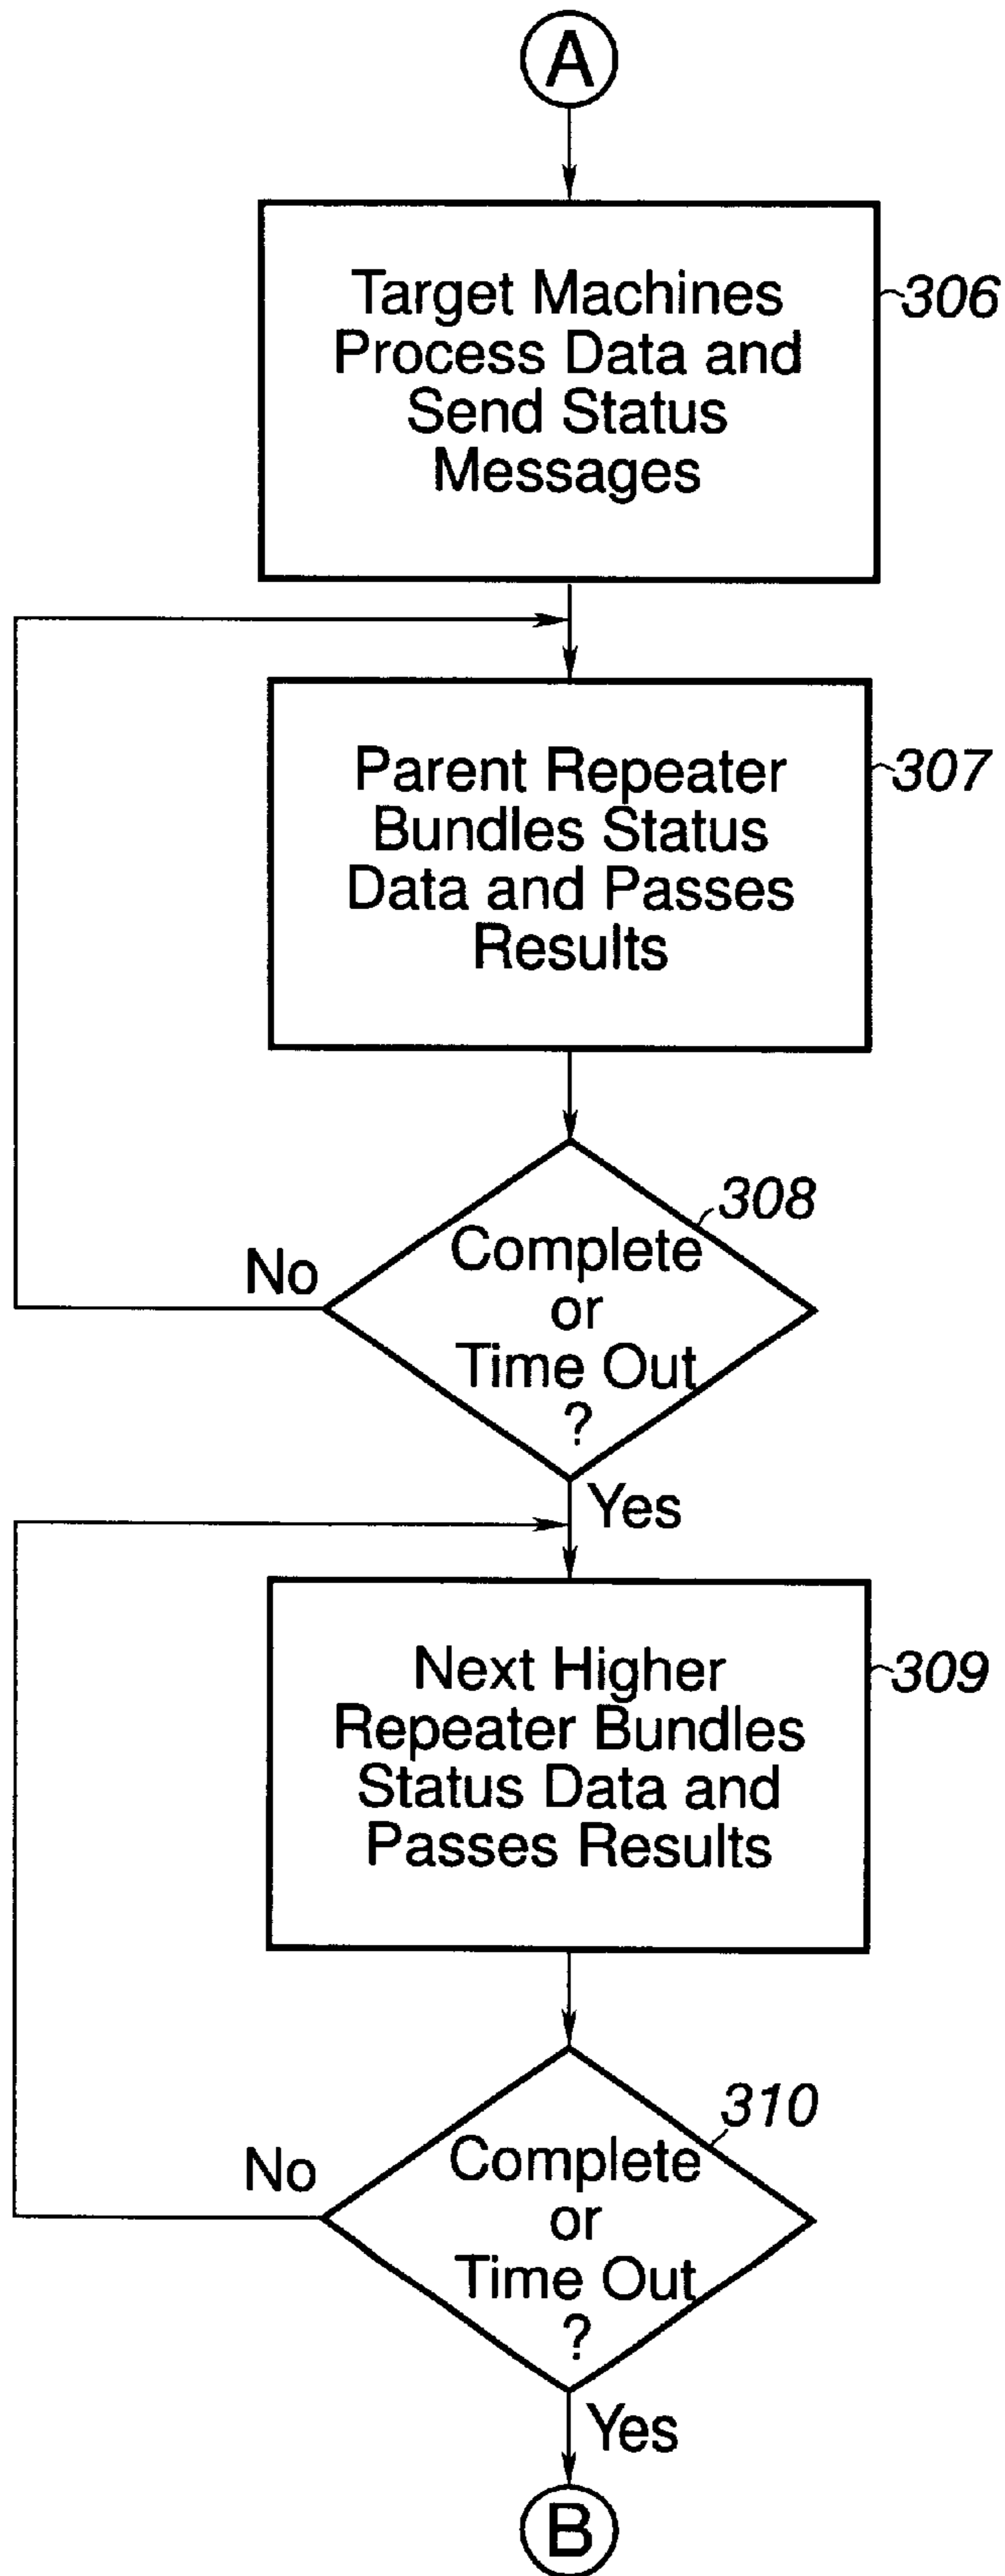 A
Target Machines
Process Data and
Send Status
Messages
306
Parent Repeater
Bundles Status
Data and Passes
Results
307
308
Complete
or
Time Out
?
No
Yes
Next Higher
Repeater Bundles
Status Data and
Passes Results
309
310
Complete
or
Time Out
?
No
Yes
B